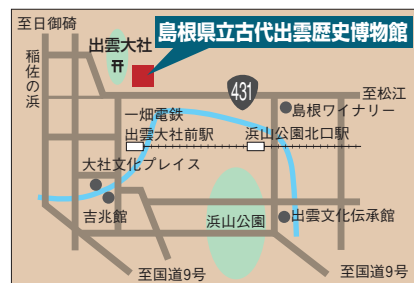 至日御碕
島根県立古代出雲歴史博物館
出雲大社
稲佐の浜
431
至松江
一畑電鉄
出雲大社前駅
島根ワイナリー
浜山公園北口駅
大社文化プレイス
吉兆館
浜山公園
出雲文化伝承館
至国道9号
至国道9号